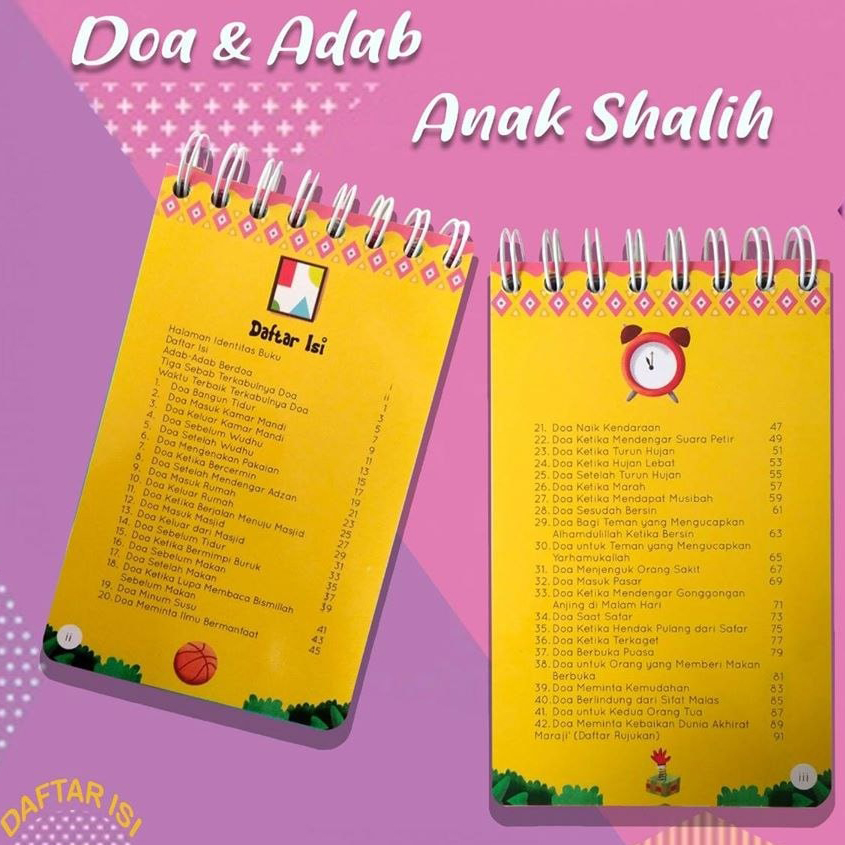 Doa & Adab
Anak Shalih
Daftar Isi
Halaman Identitas Buku i
Daftar Isi ii
Adab-Adab Berdoa 1
Tiga Sebab Terkabulnya Doa 3
Waktu Terbaik Terkabulnya Doa 5
1. Doa Bangun Tidur 7
2. Doa Masuk Kamar Mandi 9
3. Doa Keluar Kamar Mandi 11
4. Doa Sebelum Wudhu 13
5. Doa Setelah Wudhu 15
6. Doa Mengenakan Pakaian 17
7. Doa Ketika Bercermin 19
8. Doa Setelah Mendengar Adzan 21
9. Doa Masuk Rumah 23
10. Doa Keluar Rumah 25
11. Doa Ketika Berjalan Menuju Masjid 27
12. Doa Masuk Masjid 29
13. Doa Keluar dari Masjid 31
14. Doa Sebelum Tidur 33
15. Doa Ketika Bermimpi Buruk 35
16. Doa Sebelum Makan 37
17. Doa Setelah Makan 39
18. Doa Ketika Lupa Membaca Bismillah
Sebelum Makan 41
19. Doa Minum Susu 43
20. Doa Meminta Ilmu Bermanfaat 45
ii
21. Doa Naik Kendaraan 47
22. Doa Ketika Mendengar Suara Petir 49
23. Doa Ketika Turun Hujan 51
24. Doa Ketika Hujan Lebat 53
25. Doa Setelah Turun Hujan 55
26. Doa Ketika Marah 57
27. Doa Ketika Mendapat Musibah 59
28. Doa Sesudah Bersin 61
29. Doa Bagi Teman yang Mengucapkan
Alhamdulillah Ketika Bersin 63
30. Doa untuk Teman yang Mengucapkan
Yarhamukallah 65
31. Doa Menjenguk Orang Sakit 67
32. Doa Masuk Pasar 69
33. Doa Ketika Mendengar Gonggongan
Anjing di Malam Hari 71
34. Doa Saat Safar 73
35. Doa Ketika Hendak Pulang dari Safar 75
36. Doa Ketika Terkaget 77
37. Doa Berbuka Puasa 79
38. Doa untuk Orang yang Memberi Makan
Berbuka 81
39. Doa Meminta Kemudahan 83
40. Doa Berlindung dari Sifat Malas 85
41. Doa untuk Kedua Orang Tua 87
42. Doa Meminta Kebaikan Dunia Akhirat 89
Maraji' (Daftar Rujukan) 91
iii
DAFTAR ISI